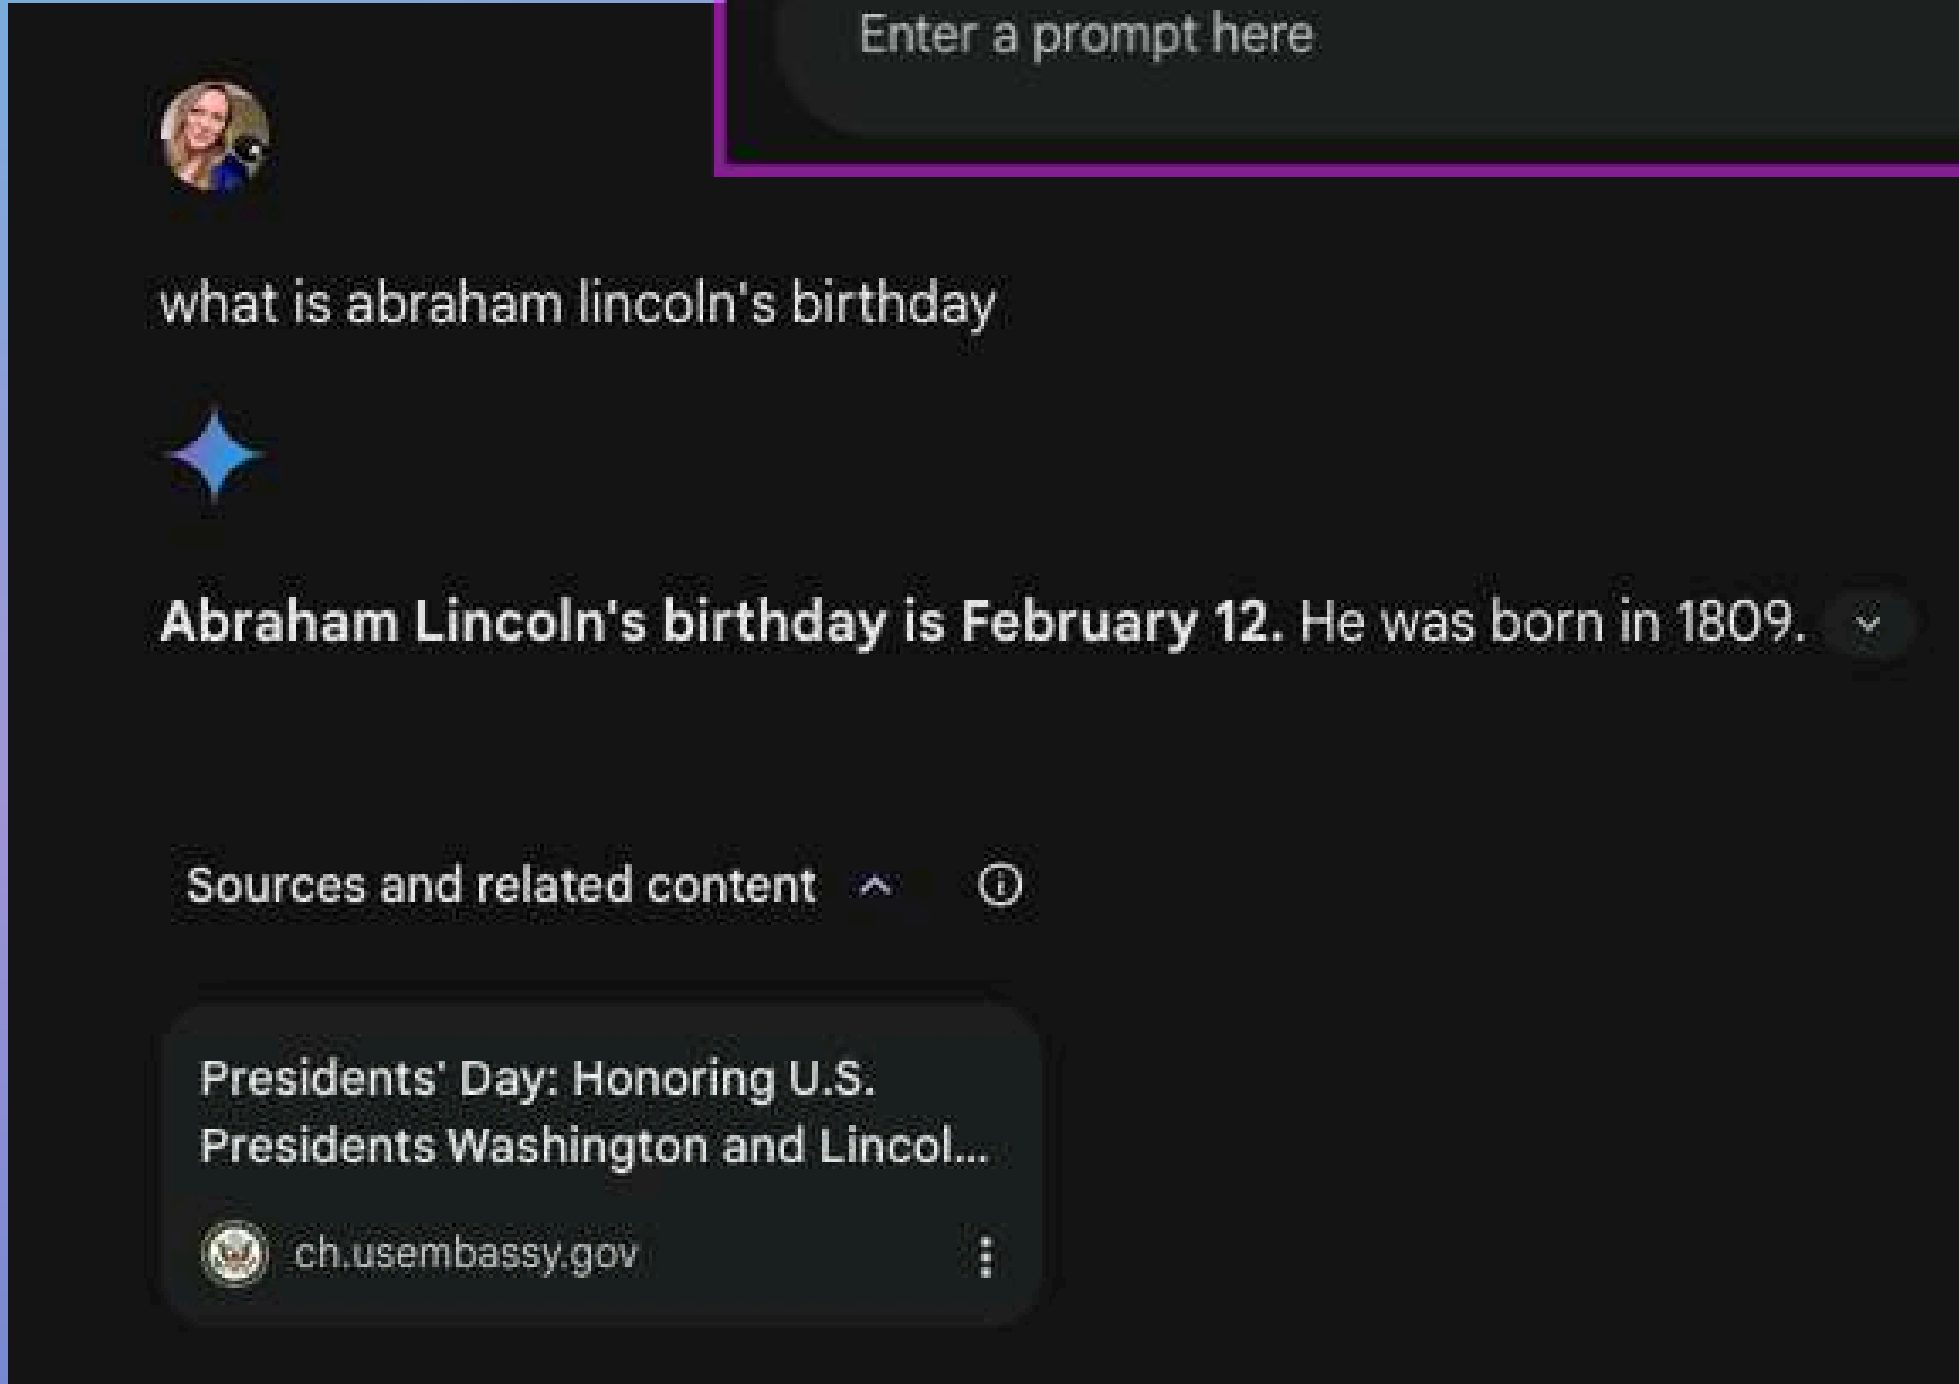 Enter a prompt here
what is abraham lincoln's birthday
Abraham Lincoln's birthday is February 12. He was born in 1809.
Sources and related content
Presidents' Day: Honoring U.S.
Presidents Washington and Lincol...
ch.usembassy.gov